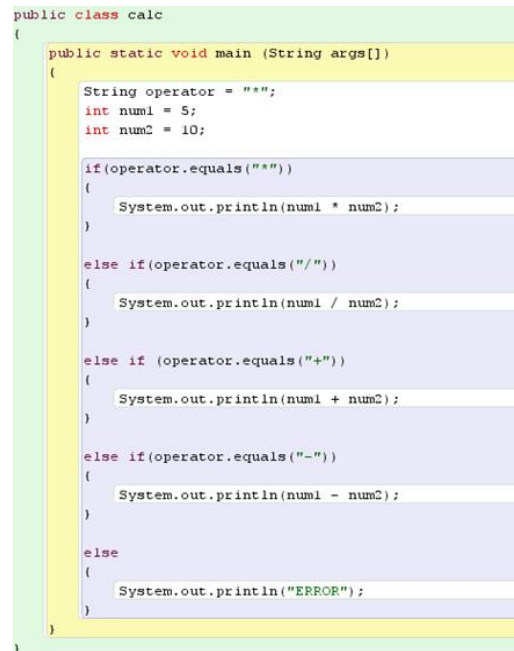 public class calc
{
public static void main (String args[])
{
String operator = "*";
int num1 = 5;
int num2 = 10;
if(operator.equals("*"))
{
System.out.println(num1 * num2);
}
else if(operator.equals("/"))
{
System.out.println(num1 / num2);
}
else if (operator.equals("+"))
{
System.out.println(num1 + num2);
}
else if(operator.equals("-"))
{
System.out.println(num1 - num2);
}
else
{
System.out.println("ERROR");
}
}
}